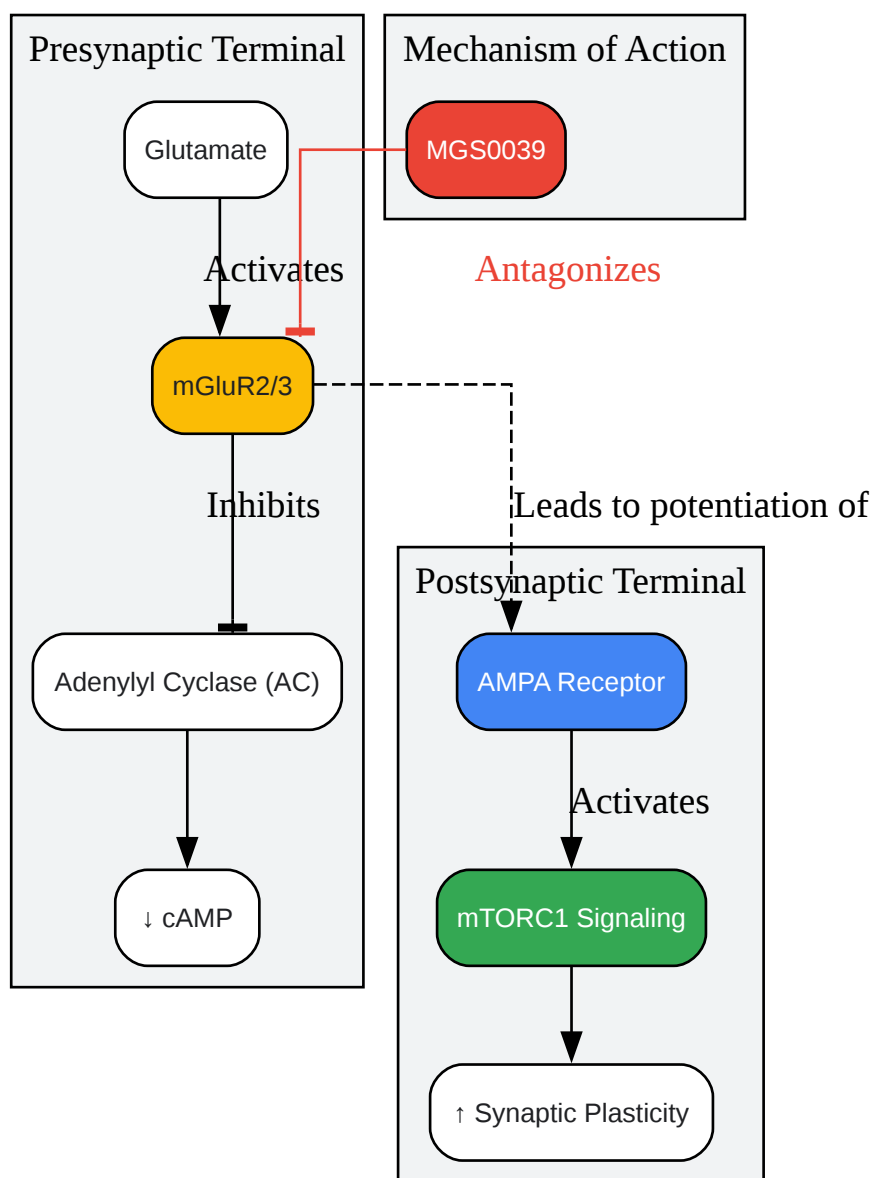 Presynaptic Terminal
Mechanism of Action
Glutamate
MGS0039
Activates
Antagonizes
mGluR2/3
Inhibits
Leads to potentiation of
Postsynaptic Terminal
Adenylyl Cyclase (AC)
AMPA Receptor
Activates
↓ cAMP
mTORC1 Signaling
↑ Synaptic Plasticity